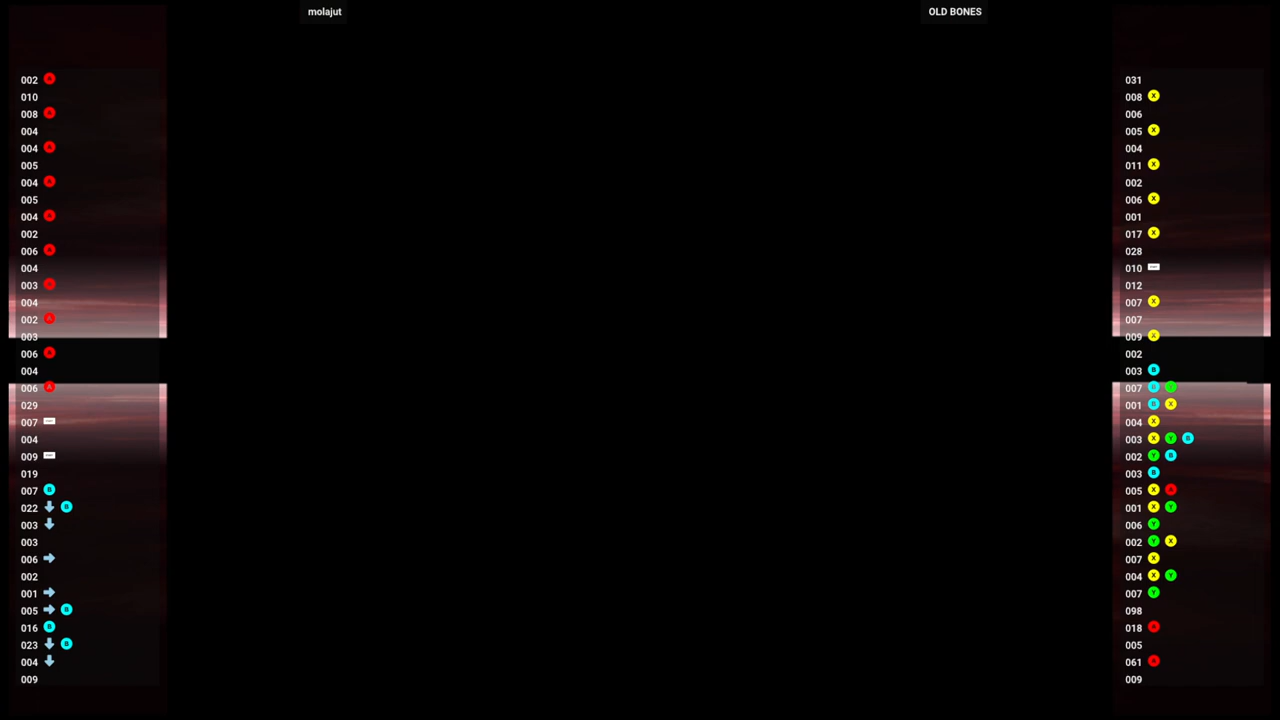 molajut
OLD BONES
002 A
010
008 A
004
004 A
005
004 A
005
004 A
002
006 A
004
003 A
004
002 A
003
006 A
004
006 A
029
007
004
009
019
007 B
022 B
003
003
006
002
001
005 B
016 B
023 B
004
009
031
008 X
006
005 X
004
011 X
002
006 X
001
017 X
028
010
012
007 X
007
009 X
002
003 B
007 B Y
001 B X
004 X
003 X Y B
002 Y B
003 B
005 X A
001 X Y
006 Y
002 Y X
007 X
004 X Y
007 Y
098
018 A
005
061 A
009